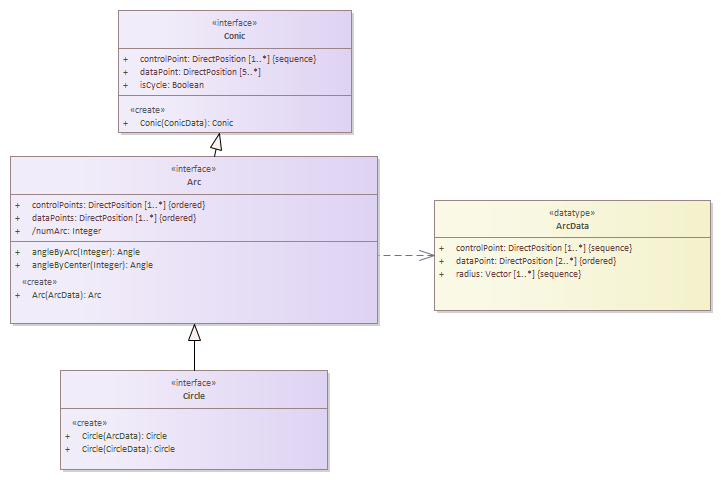 «interface»
Conic
+ controlPoint: DirectPosition [1..*] {sequence}
+ dataPoint: DirectPosition [5..*]
+ isCycle: Boolean
«create»
+ Conic(ConicData): Conic
«interface»
Arc
+ controlPoints: DirectPosition [1..*] {ordered}
+ dataPoints: DirectPosition [1..*] {ordered}
+ /numArc: Integer
+ angleByArc(Integer): Angle
+ angleByCenter(Integer): Angle
«create»
+ Arc(ArcData): Arc
«datatype»
ArcData
+ controlPoint: DirectPosition [1..*] {sequence}
+ dataPoint: DirectPosition [2..*] {ordered}
+ radius: Vector [1..*] {sequence}
«interface»
Circle
«create»
+ Circle(ArcData): Circle
+ Circle(CircleData): Circle